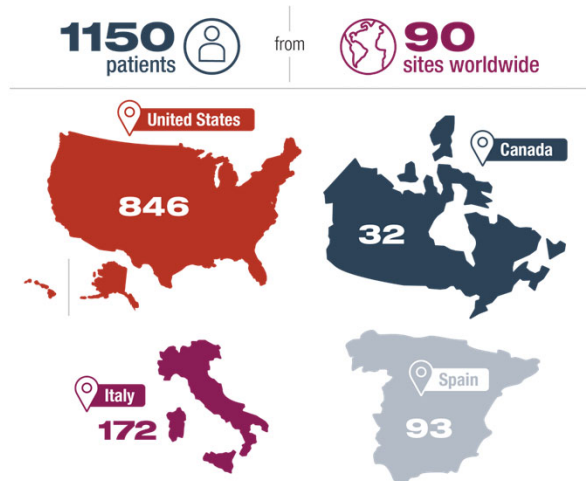 1150
patients
from
90
sites worldwide
United States
846
Canada
32
Italy
172
Spain
93